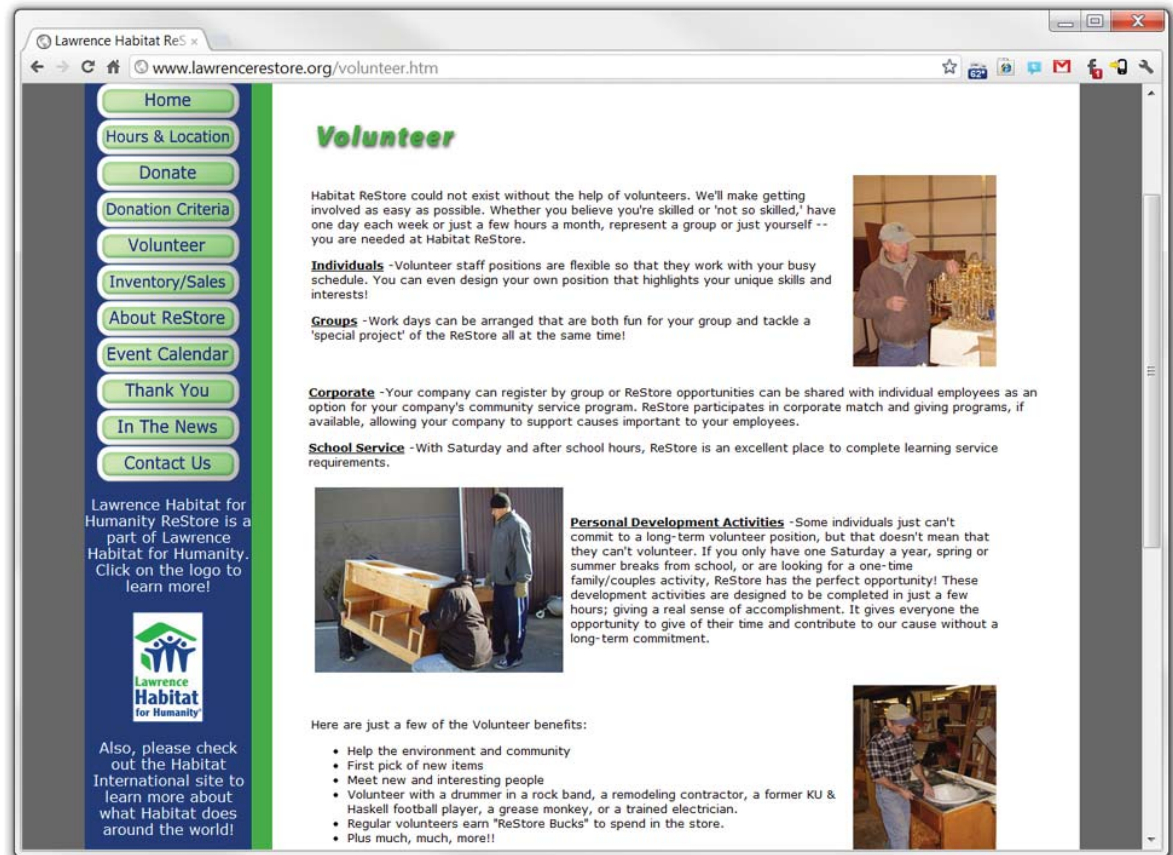 Lawrence Habitat ReS
www.lawrencerestore.org/volunteer.htm
62°
1
Home
Hours & Location
Donate
Donation Criteria
Volunteer
Inventory/Sales
About ReStore
Event Calendar
Thank You
In The News
Contact Us
Lawrence Habitat for
Humanity ReStore is a
part of Lawrence
Habitat for Humanity.
Click on the logo to
learn more!
Lawrence
Habitat
for Humanity®
Also, please check
out the Habitat
International site to
learn more about
what Habitat does
around the world!
Volunteer
Habitat ReStore could not exist without the help of volunteers. We'll make getting
involved as easy as possible. Whether you believe you're skilled or 'not so skilled,' have
one day each week or just a few hours a month, represent a group or just yourself --
you are needed at Habitat ReStore.
Individuals -Volunteer staff positions are flexible so that they work with your busy
schedule. You can even design your own position that highlights your unique skills and
interests!
Groups -Work days can be arranged that are both fun for your group and tackle a
'special project' of the ReStore all at the same time!
Corporate -Your company can register by group or ReStore opportunities can be shared with individual employees as an
option for your company's community service program. ReStore participates in corporate match and giving programs, if
available, allowing your company to support causes important to your employees.
School Service -With Saturday and after school hours, ReStore is an excellent place to complete learning service
requirements.
Personal Development Activities -Some individuals just can't
commit to a long-term volunteer position, but that doesn't mean that
they can't volunteer. If you only have one Saturday a year, spring or
summer breaks from school, or are looking for a one-time
family/couples activity, ReStore has the perfect opportunity! These
development activities are designed to be completed in just a few
hours; giving a real sense of accomplishment. It gives everyone the
opportunity to give of their time and contribute to our cause without a
long-term commitment.
Here are just a few of the Volunteer benefits:
• Help the environment and community
• First pick of new items
• Meet new and interesting people
• Volunteer with a drummer in a rock band, a remodeling contractor, a former KU &
Haskell football player, a grease monkey, or a trained electrician.
• Regular volunteers earn "ReStore Bucks" to spend in the store.
• Plus much, much, more!!